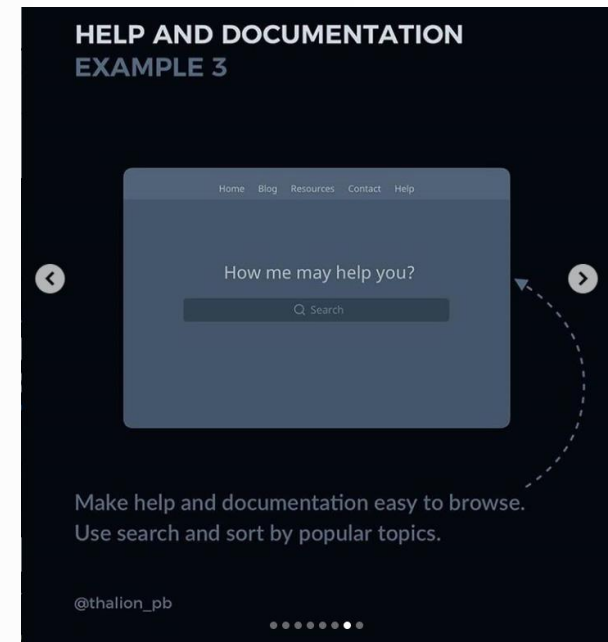 HELP AND DOCUMENTATION
EXAMPLE 3
Home Blog Resources Contact Help
How me may help you?
Search
Make help and documentation easy to browse.
Use search and sort by popular topics.
@thalion_pb